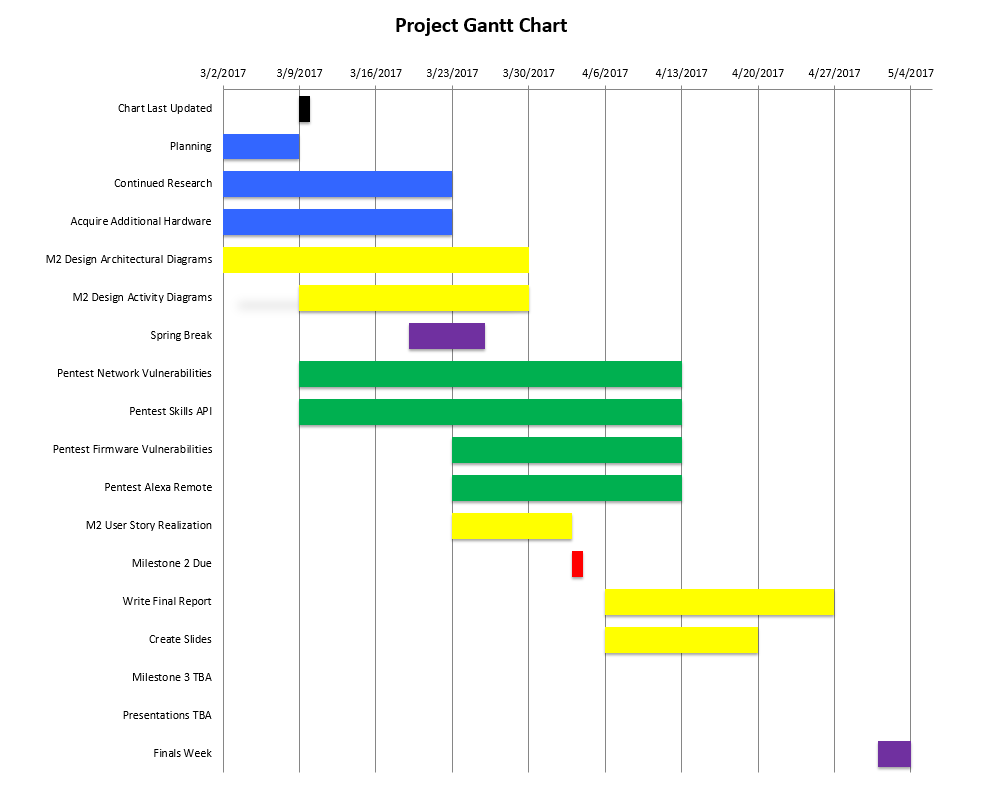 Project Gantt Chart
3/2/2017 3/9/2017 3/16/2017 3/23/2017 3/30/2017 4/6/2017 4/13/2017 4/20/2017 4/27/2017 5/4/2017
Chart Last Updated
Planning
Continued Research
Acquire Additional Hardware
M2 Design Architectural Diagrams
M2 Design Activity Diagrams
Spring Break
Pentest Network Vulnerabilities
Pentest Skills API
Pentest Firmware Vulnerabilities
Pentest Alexa Remote
M2 User Story Realization
Milestone 2 Due
Write Final Report
Create Slides
Milestone 3 TBA
Presentations TBA
Finals Week